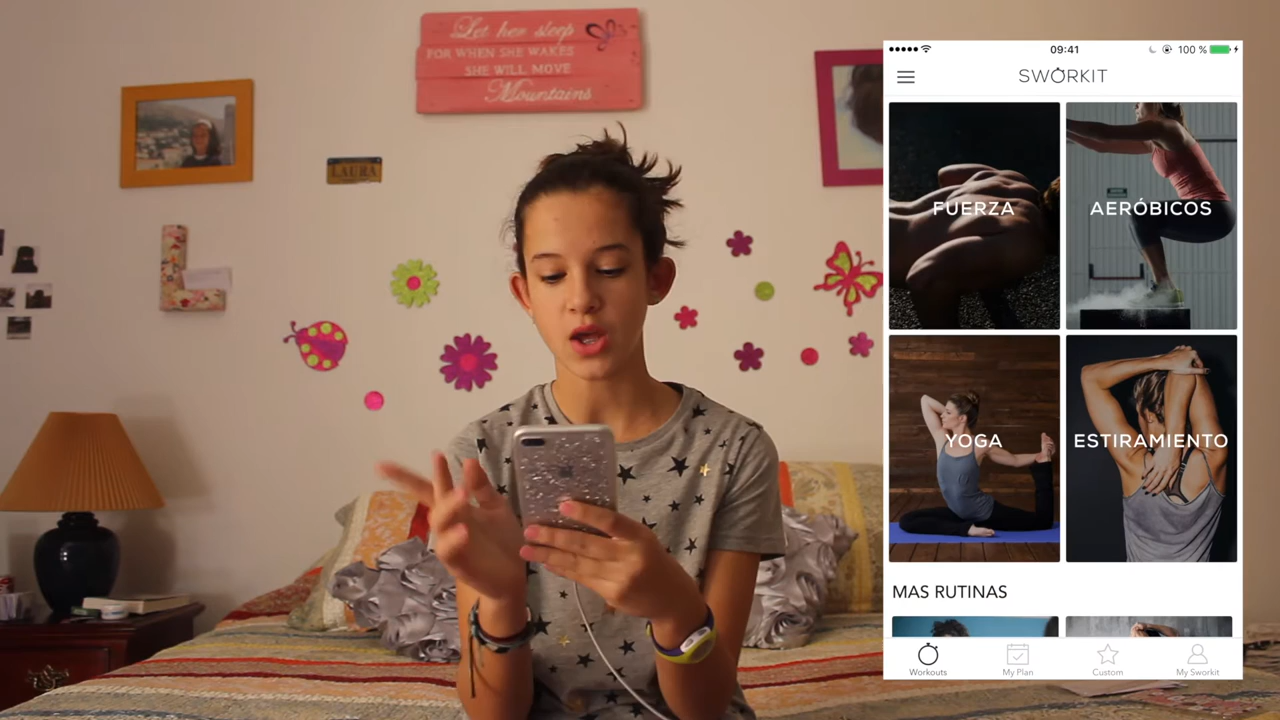 Let her sleep
FOR WHEN SHE WAKES
SHE WILL MOVE
Mountains
LAURA
L
09:41
100 %
SWORKIT
FUERZA
AERÓBICOS
YOGA
ESTIRAMIENTO
MAS RUTINAS
Workouts
My Plan
Custom
My Sworkit